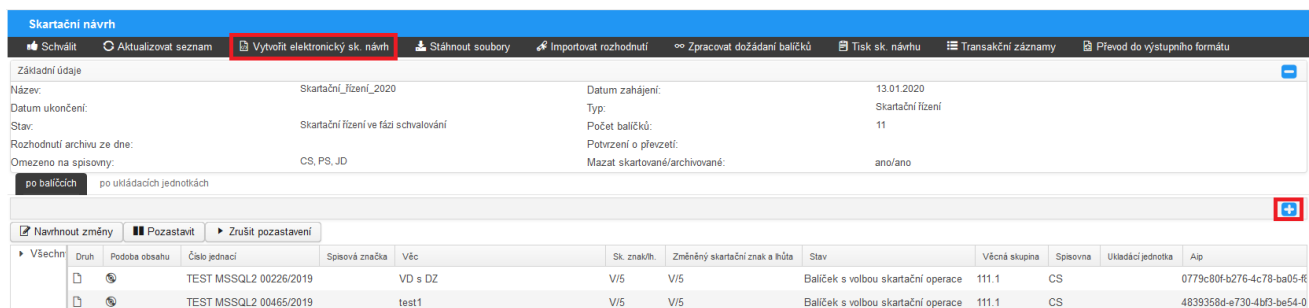 Skartační návrh
Schválit Aktualizovat seznam Vytvořit elektronický sk. návrh Stáhnout soubory Importovat rozhodnutí Zpracovat dožádaní balíčků Tisk sk. návrhu Transakční záznamy Převod do výstupního formátu
Základní údaje
Název: Skartační_řízení_2020 Datum zahájení: 13.01.2020
Datum ukončení: Typ: Skartační řízení
Stav: Skartační řízení ve fázi schvalování Počet balíčků: 11
Rozhodnutí archivu ze dne: Potvrzení o převzetí:
Omezeno na spisovny: CS, PS, JD Mazat skartované/archivované: ano/ano
po balíčcích po ukládacích jednotkách
Navrhnout změny Pozastavit Zrušit pozastavení
Všechn Druh Podoba obsahu Číslo jednací Spisová značka Věc Sk. znak/lh. Změněný skartační znak a lhůta Stav Věcná skupina Spisovna Ukladácí jednotka Aip
TEST MSSQL2 00226/2019 VD s DZ V/5 V/5 Balíček s volbou skartační operace 111.1 CS 0779c80f-b276-4c78-ba05-f8
TEST MSSQL2 00465/2019 test1 V/5 V/5 Balíček s volbou skartační operace 111.1 CS 4839358d-e730-4bf3-be54-0